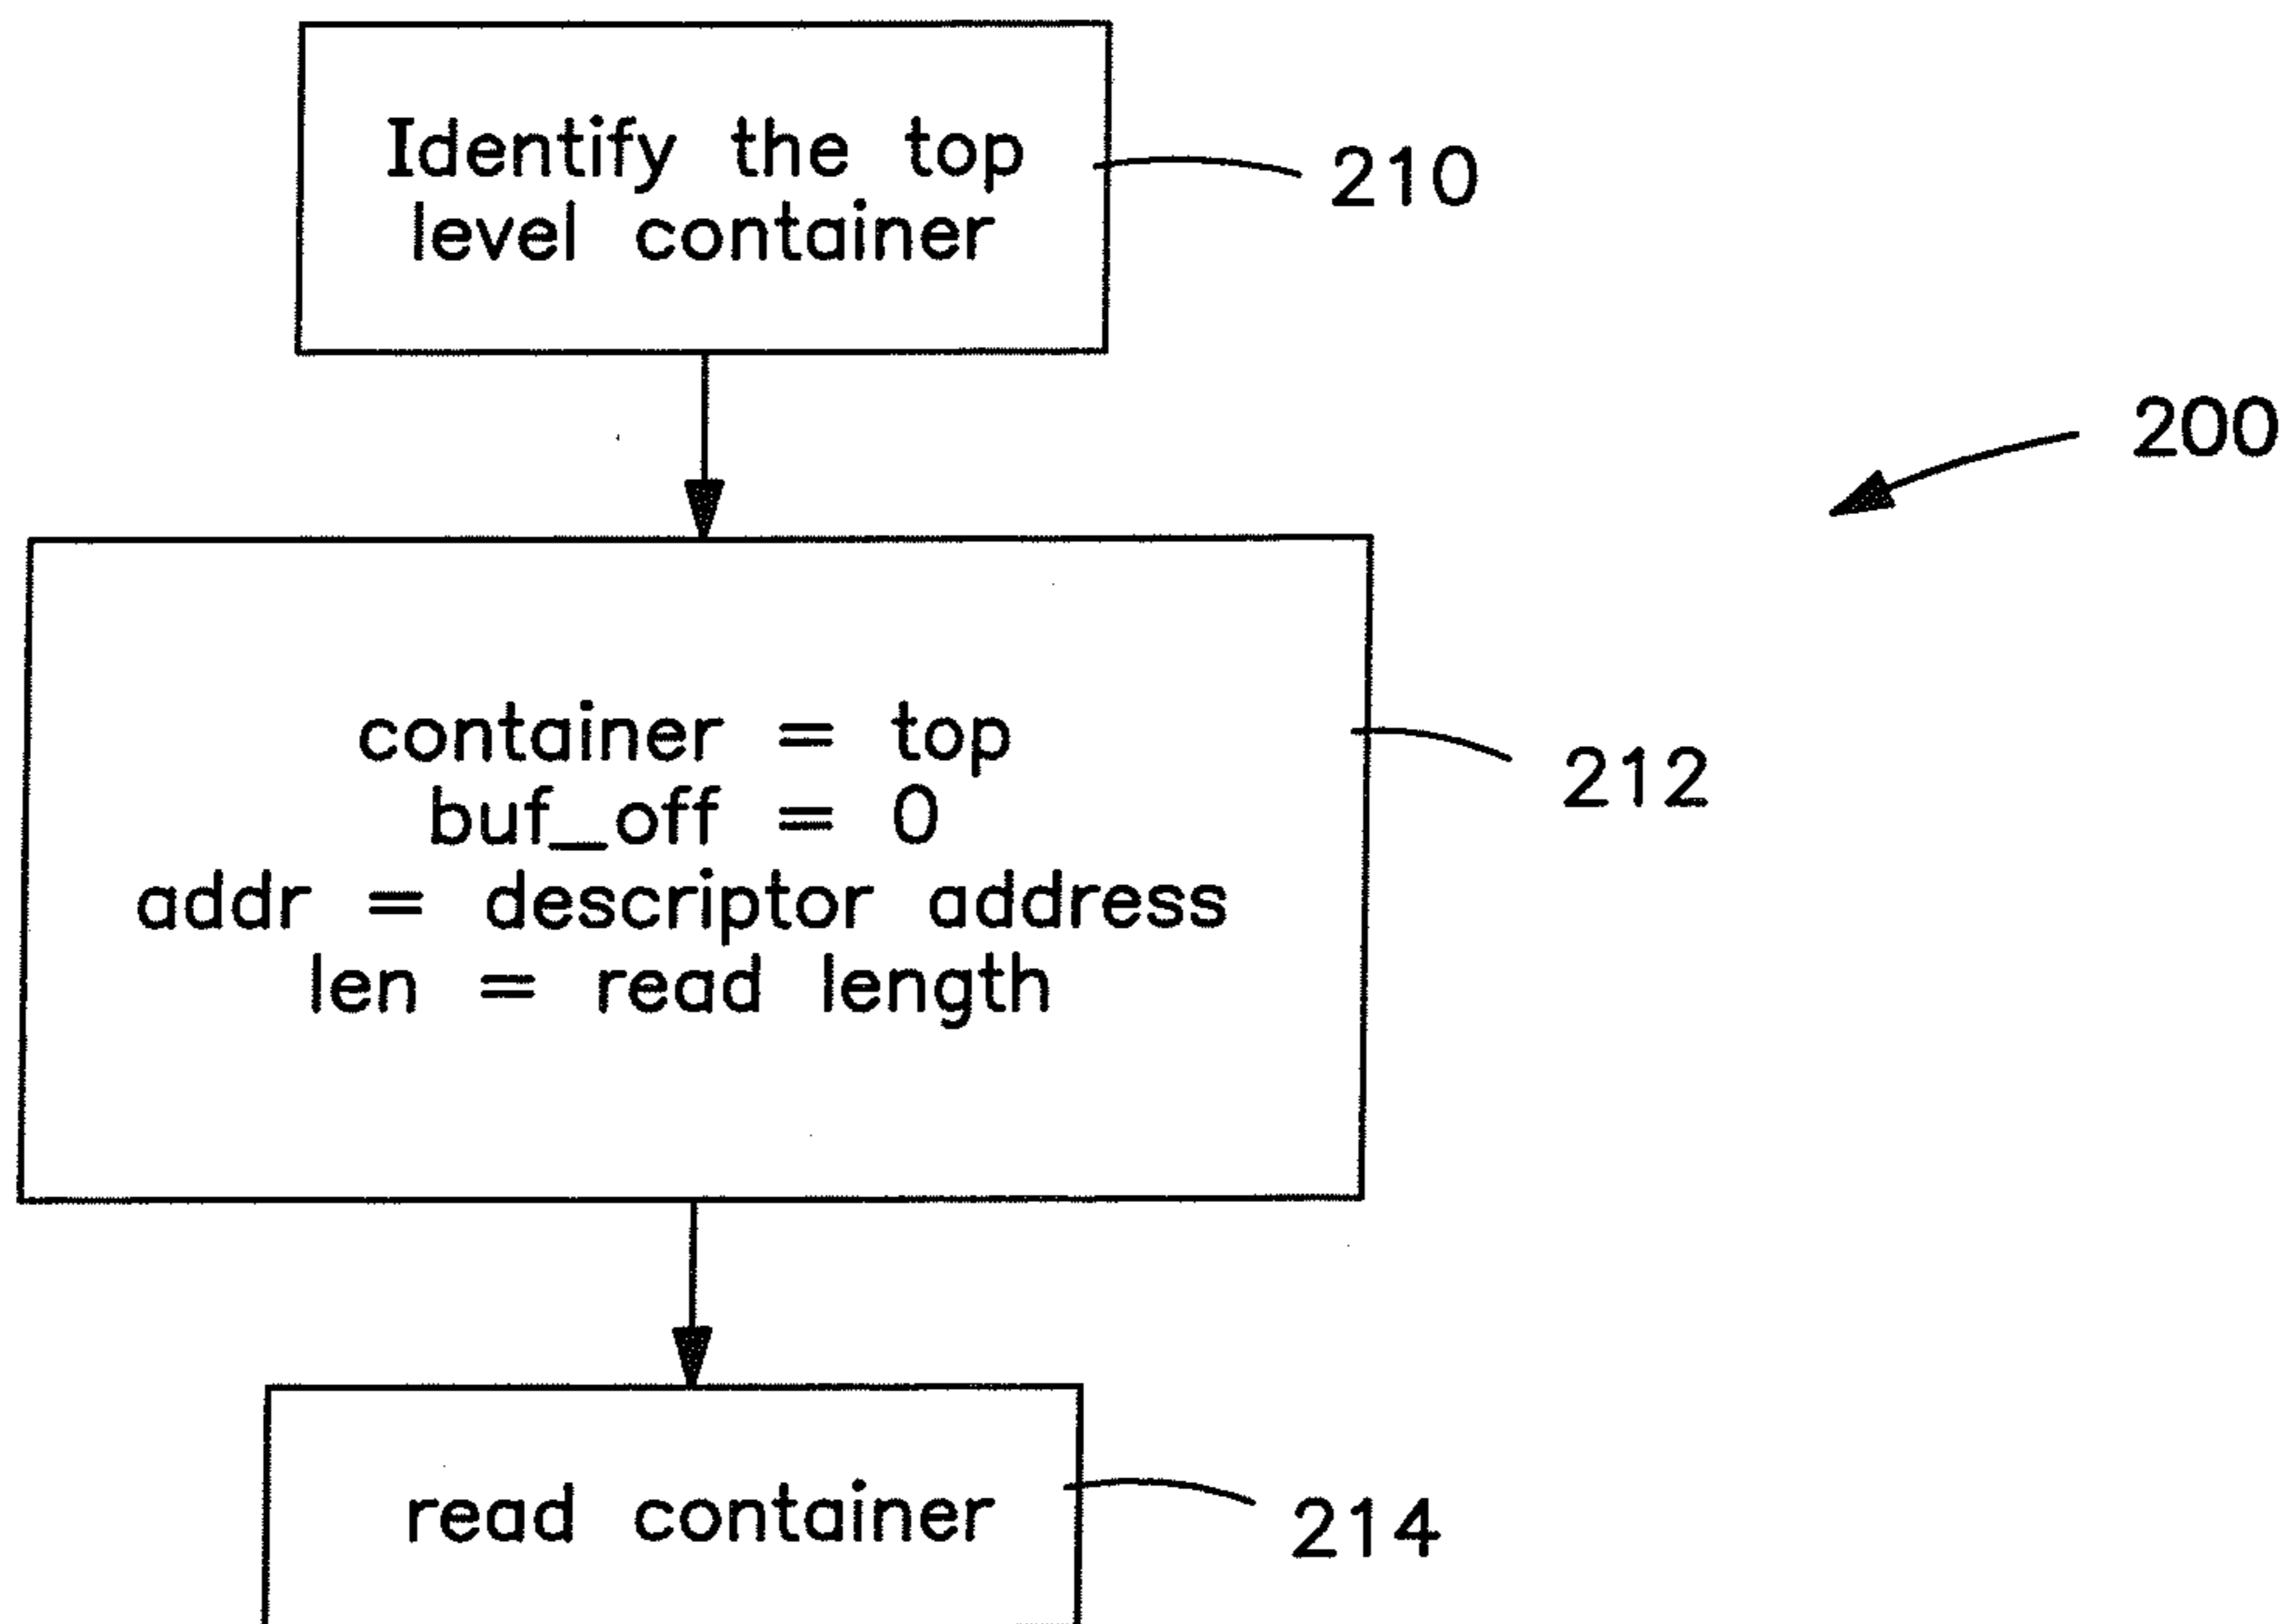 Identify the top
level container
210
200
container = top
buf_off = 0
addr = descriptor address
len = read length
212
read container
214